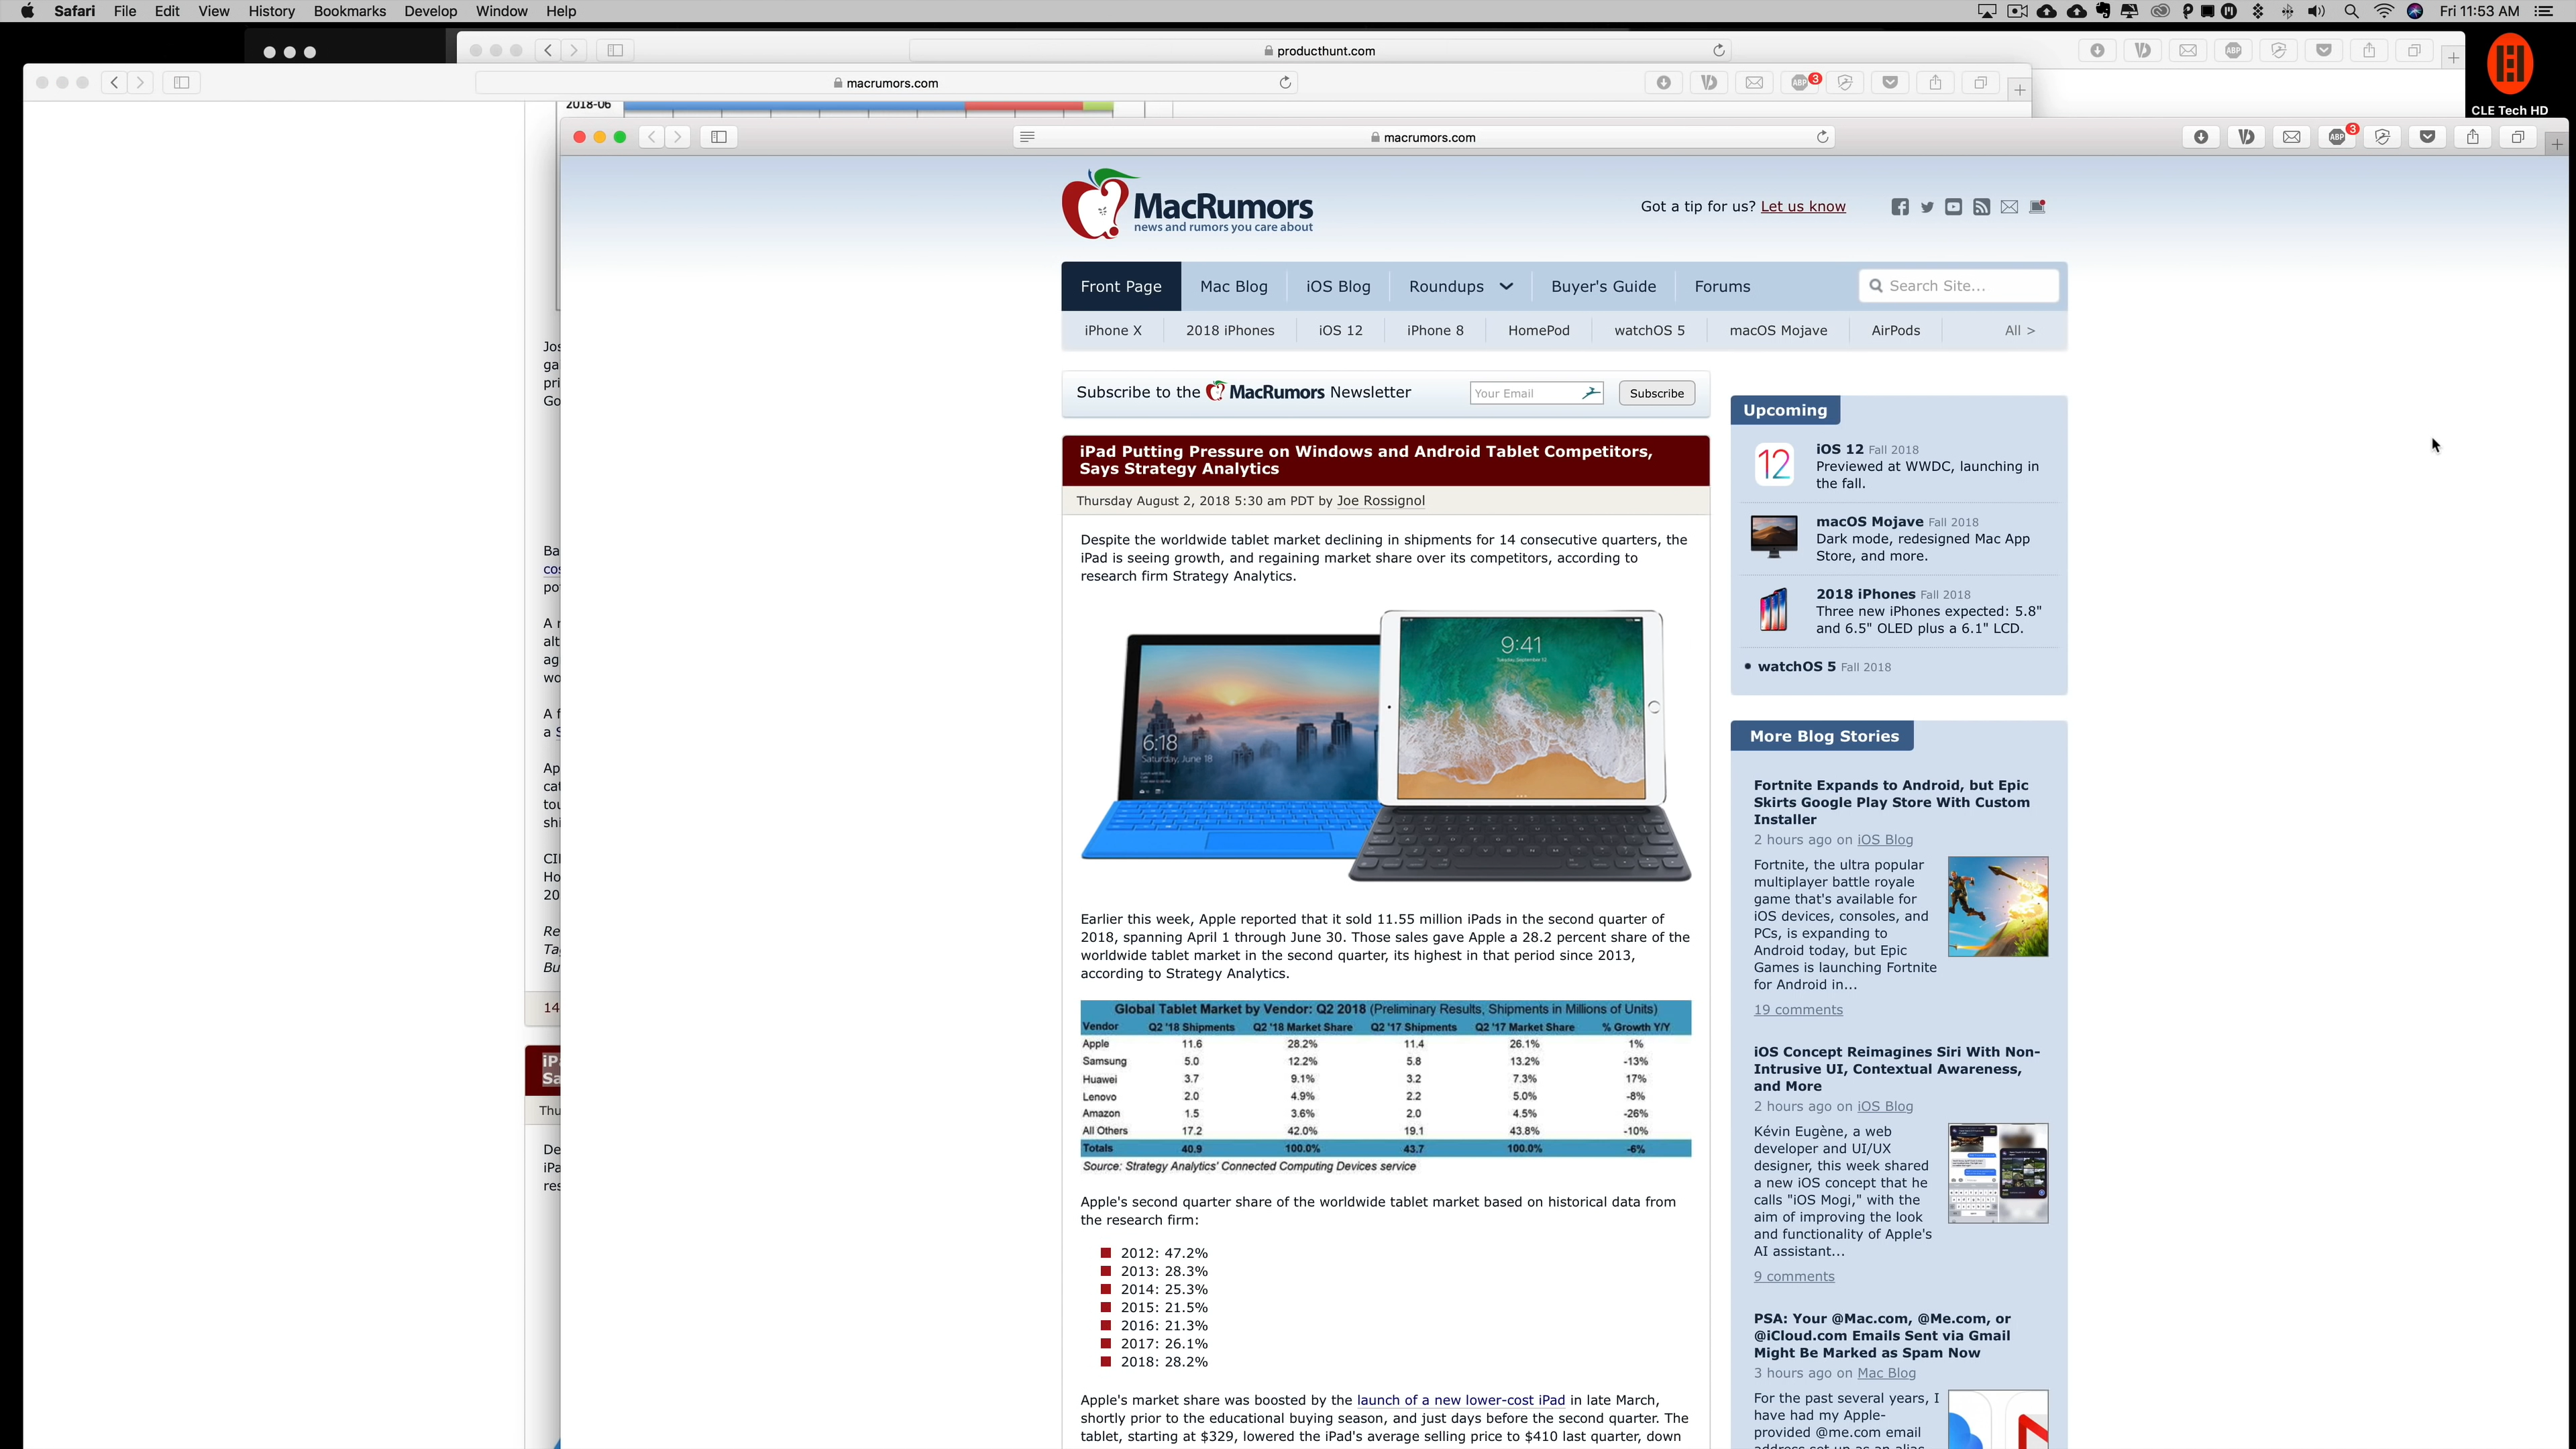 Safari File Edit View History Bookmarks Develop Window Help
Fri 11:53 AM
producthunt.com
CLE Tech HD
macrumors.com
ABP 3
2018-06
macrumors.com
ABP 3
MacRumors
news and rumors you care about
Got a tip for us? Let us know
Front Page Mac Blog iOS Blog Roundups Buyer's Guide Forums Search Site...
iPhone X 2018 iPhones iOS 12 iPhone 8 HomePod watchOS 5 macOS Mojave AirPods All >
Subscribe to the MacRumors Newsletter Your Email Subscribe
iPad Putting Pressure on Windows and Android Tablet Competitors,
Says Strategy Analytics
Thursday August 2, 2018 5:30 am PDT by Joe Rossignol
Despite the worldwide tablet market declining in shipments for 14 consecutive quarters, the
iPad is seeing growth, and regaining market share over its competitors, according to
research firm Strategy Analytics.
6:18
Saturday, June 18
9:41
Earlier this week, Apple reported that it sold 11.55 million iPads in the second quarter of
2018, spanning April 1 through June 30. Those sales gave Apple a 28.2 percent share of the
worldwide tablet market in the second quarter, its highest in that period since 2013,
according to Strategy Analytics.
Global Tablet Market by Vendor: Q2 2018 (Preliminary Results, Shipments in Millions of Units)
Vendor Q2 '18 Shipments Q2 '18 Market Share Q2 '17 Shipments Q2 '17 Market Share % Growth Y/Y
Apple 11.6 28.2% 11.4 26.1% 1%
Samsung 5.0 12.2% 5.8 13.2% -13%
Huawei 3.7 9.1% 3.2 7.3% 17%
Lenovo 2.0 4.9% 2.2 5.0% -8%
Amazon 1.5 3.6% 2.0 4.5% -26%
All Others 17.2 42.0% 19.1 43.8% -10%
Totals 40.9 100.0% 43.7 100.0% -6%
Source: Strategy Analytics' Connected Computing Devices service
Apple's second quarter share of the worldwide tablet market based on historical data from
the research firm:
2012: 47.2%
2013: 28.3%
2014: 25.3%
2015: 21.5%
2016: 21.3%
2017: 26.1%
2018: 28.2%
Apple's market share was boosted by the launch of a new lower-cost iPad in late March,
shortly prior to the educational buying season, and just days before the second quarter. The
tablet, starting at $329, lowered the iPad's average selling price to $410 last quarter, down
Upcoming
12
iOS 12 Fall 2018
Previewed at WWDC, launching in
the fall.
macOS Mojave Fall 2018
Dark mode, redesigned Mac App
Store, and more.
2018 iPhones Fall 2018
Three new iPhones expected: 5.8"
and 6.5" OLED plus a 6.1" LCD.
watchOS 5 Fall 2018
More Blog Stories
Fortnite Expands to Android, but Epic
Skirts Google Play Store With Custom
Installer
2 hours ago on iOS Blog
Fortnite, the ultra popular
multiplayer battle royale
game that's available for
iOS devices, consoles, and
PCs, is expanding to
Android today, but Epic
Games is launching Fortnite
for Android in...
19 comments
iOS Concept Reimagines Siri With Non-
Intrusive UI, Contextual Awareness,
and More
2 hours ago on iOS Blog
Kévin Eugène, a web
developer and UI/UX
designer, this week shared
a new iOS concept that he
calls "iOS Mogi," with the
aim of improving the look
and functionality of Apple's
AI assistant...
9 comments
PSA: Your @Mac.com, @Me.com, or
@iCloud.com Emails Sent via Gmail
Might Be Marked as Spam Now
3 hours ago on Mac Blog
For the past several years, I
have had my Apple-
provided @me.com email